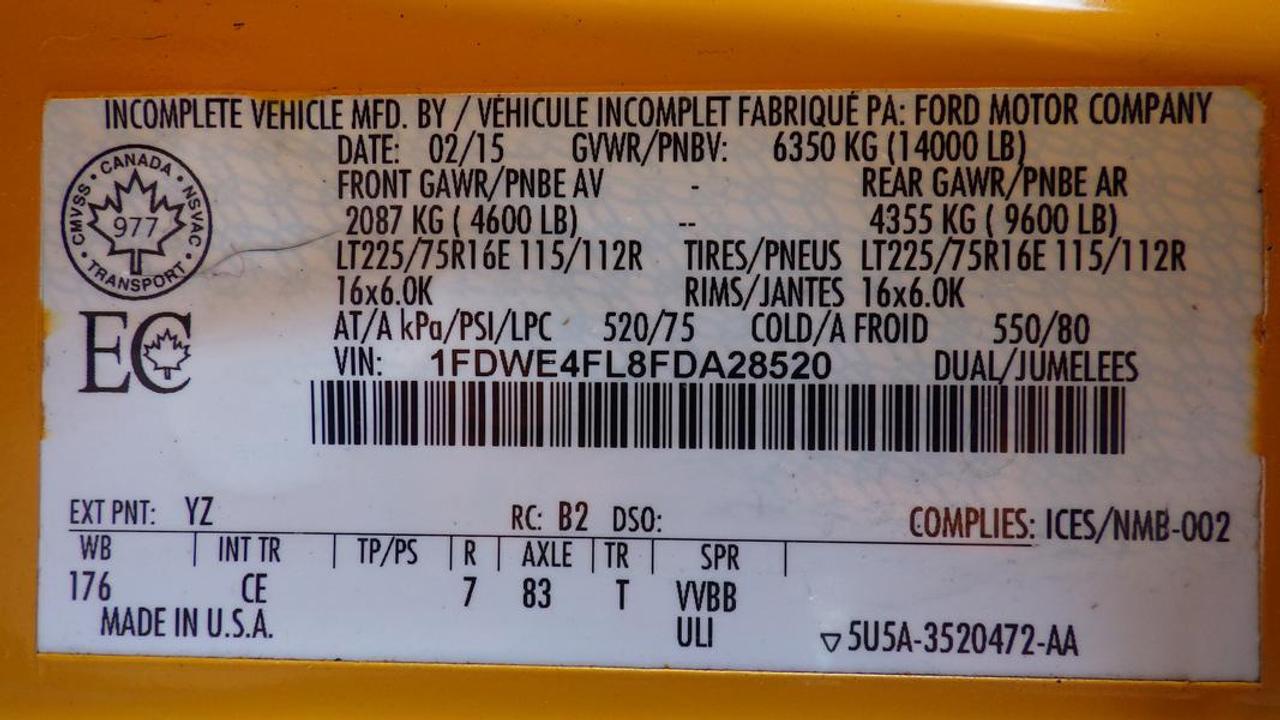 INCOMPLETE VEHICLE MFD. BY / VÉHICULE INCOMPLET FABRIQUÉ PA: FORD MOTOR COMPANY
DATE: 02/15 GVWR/PNBV: 6350 KG (14000 LB)
CANADA · NSVAC · TRANSPORT · CMVSS ·
977
FRONT GAWR/PNBE AV - REAR GAWR/PNBE AR
2087 KG ( 4600 LB) -- 4355 KG ( 9600 LB)
LT225/75R16E 115/112R TIRES/PNEUS LT225/75R16E 115/112R
16x6.0K RIMS/JANTES 16x6.0K
EC
AT/A kPa/PSI/LPC 520/75 COLD/A FROID 550/80
VIN: 1FDWE4FL8FDA28520 DUAL/JUMELEES
EXT PNT: YZ RC: B2 DSO: COMPLIES: ICES/NMB-002
WB | INT TR | TP/PS | R | AXLE | TR | SPR |
176 CE 7 83 T VVBB
MADE IN U.S.A. ULI ▽5U5A-3520472-AA